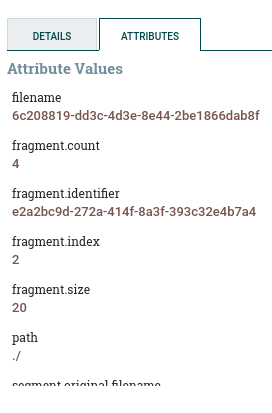 DETAILS
ATTRIBUTES
Attribute Values
filename
6c208819-dd3c-4d3e-8e44-2be1866dab8f
fragment.count
4
fragment.identifier
e2a2bc9d-272a-414f-8a3f-393c32e4b7a4
fragment.index
2
fragment.size
20
path
./
segment.original.filename